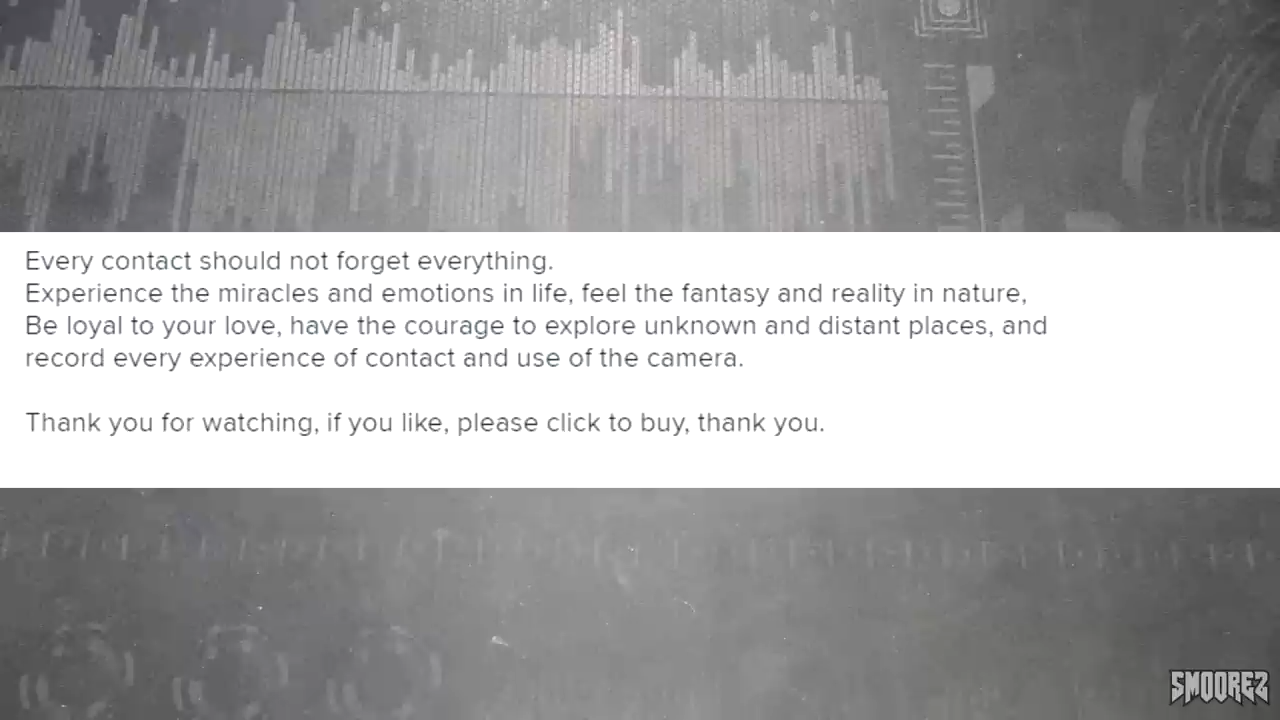 Every contact should not forget everything.
Experience the miracles and emotions in life, feel the fantasy and reality in nature,
Be loyal to your love, have the courage to explore unknown and distant places, and
record every experience of contact and use of the camera.
Thank you for watching, if you like, please click to buy, thank you.
SMOOREZ